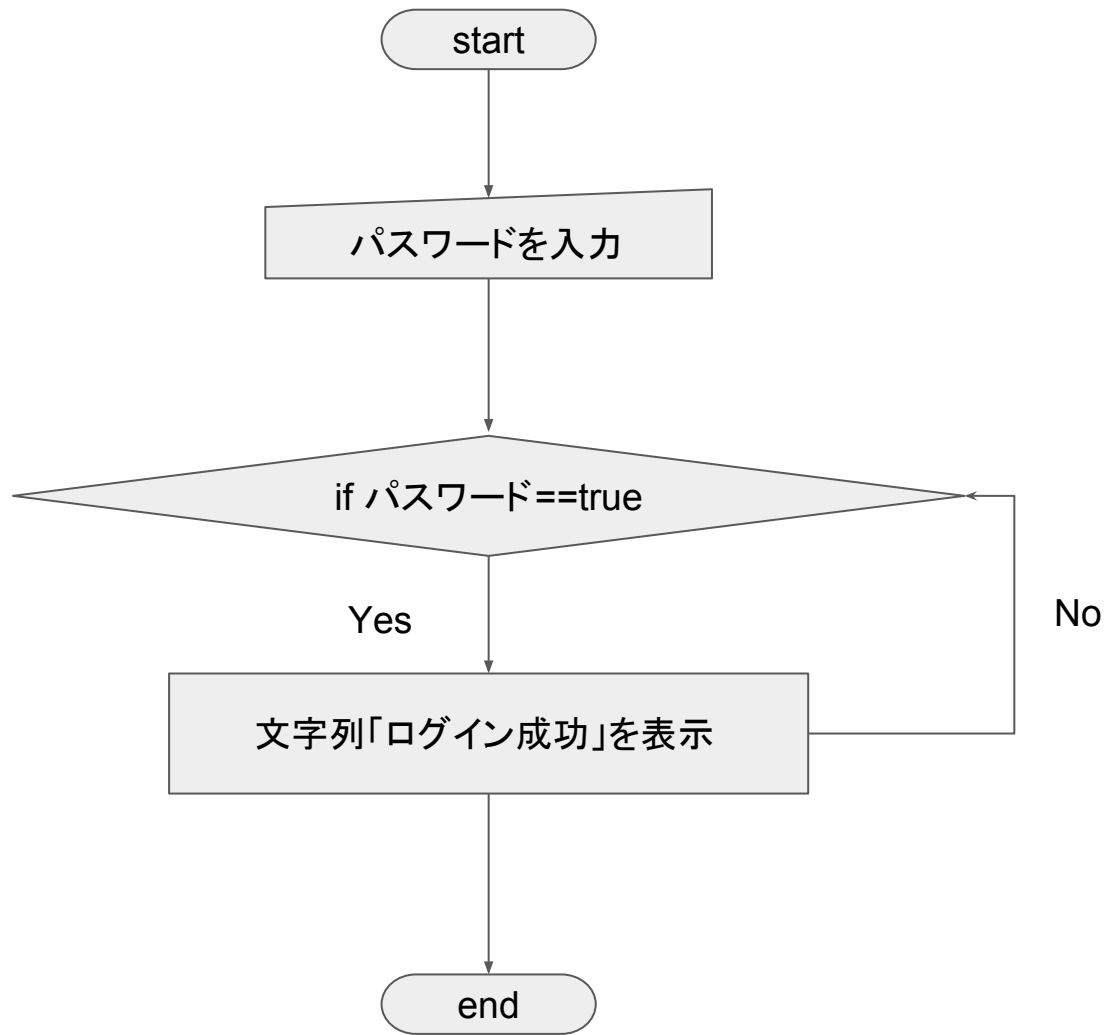 start
パスワードを入力
if パスワード==true
Yes
No
文字列「ログイン成功」を表示
end